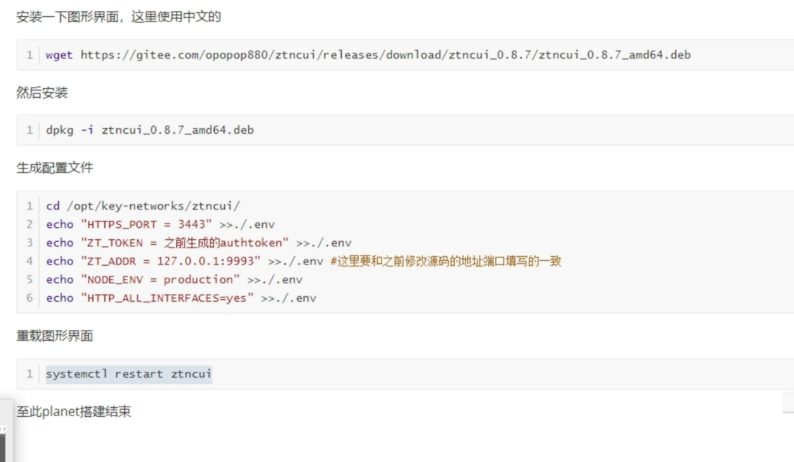 安装一下图形界面，这里使用中文的
1 wget https://gitee.com/opopop880/ztncui/releases/download/ztncui_0.8.7/ztncui_0.8.7_amd64.deb
然后安装
1 dpkg -i ztncui_0.8.7_amd64.deb
生成配置文件
1 cd /opt/key-networks/ztncui/
2 echo "HTTPS_PORT = 3443" >>./.env
3 echo "ZT_TOKEN = 之前生成的authtoken" >>./.env
4 echo "ZT_ADDR = 127.0.0.1:9993" >>./.env #这里要和之前修改源码的地址端口填写的一致
5 echo "NODE_ENV = production" >>./.env
6 echo "HTTP_ALL_INTERFACES=yes" >>./.env
重载图形界面
1 systemctl restart ztncui
至此planet搭建结束